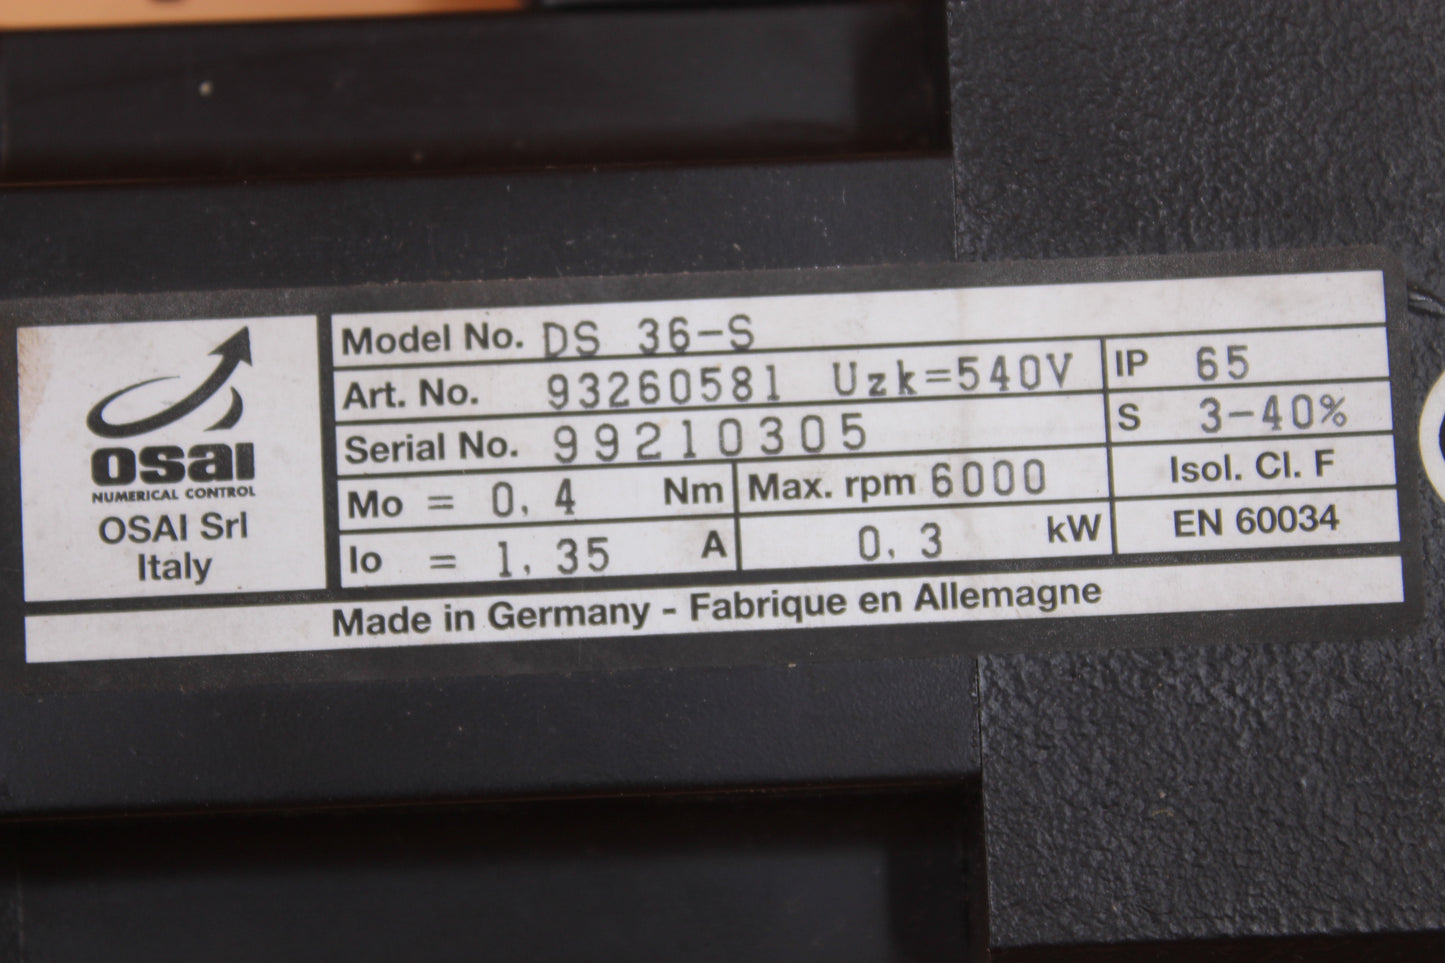 OSAI
NUMERICAL CONTROL
OSAI Srl
Italy
Model No. DS 36-S
Art. No. 93260581 Uzk=540V
Serial No. 99210305
Mo = 0,4 Nm
Max. rpm 6000
Io = 1,35 A
0,3 kW
IP 65
S 3-40%
Isol. Cl. F
EN 60034
Made in Germany - Fabrique en Allemagne